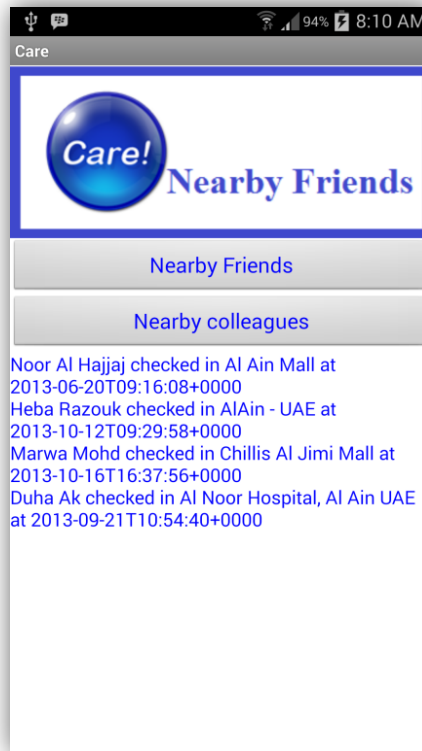 94% 8:10 AM
Care
Care!
Nearby Friends
Nearby Friends
Nearby colleagues
Noor Al Hajjaj checked in Al Ain Mall at
2013-06-20T09:16:08+0000
Heba Razouk checked in AlAin - UAE at
2013-10-12T09:29:58+0000
Marwa Mohd checked in Chillis Al Jimi Mall at
2013-10-16T16:37:56+0000
Duha Ak checked in Al Noor Hospital, Al Ain UAE
at 2013-09-21T10:54:40+0000